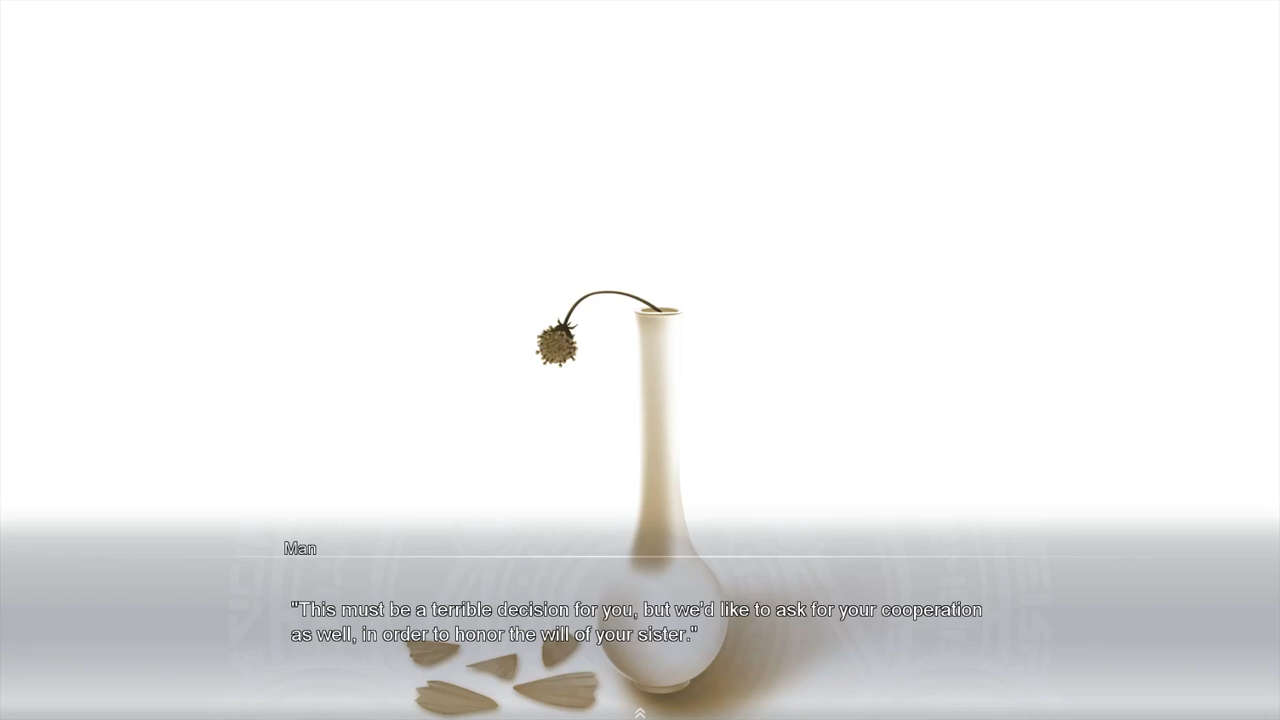 Man
"This must be a terrible decision for you, but we'd like to ask for your cooperation
as well, in order to honor the will of your sister."